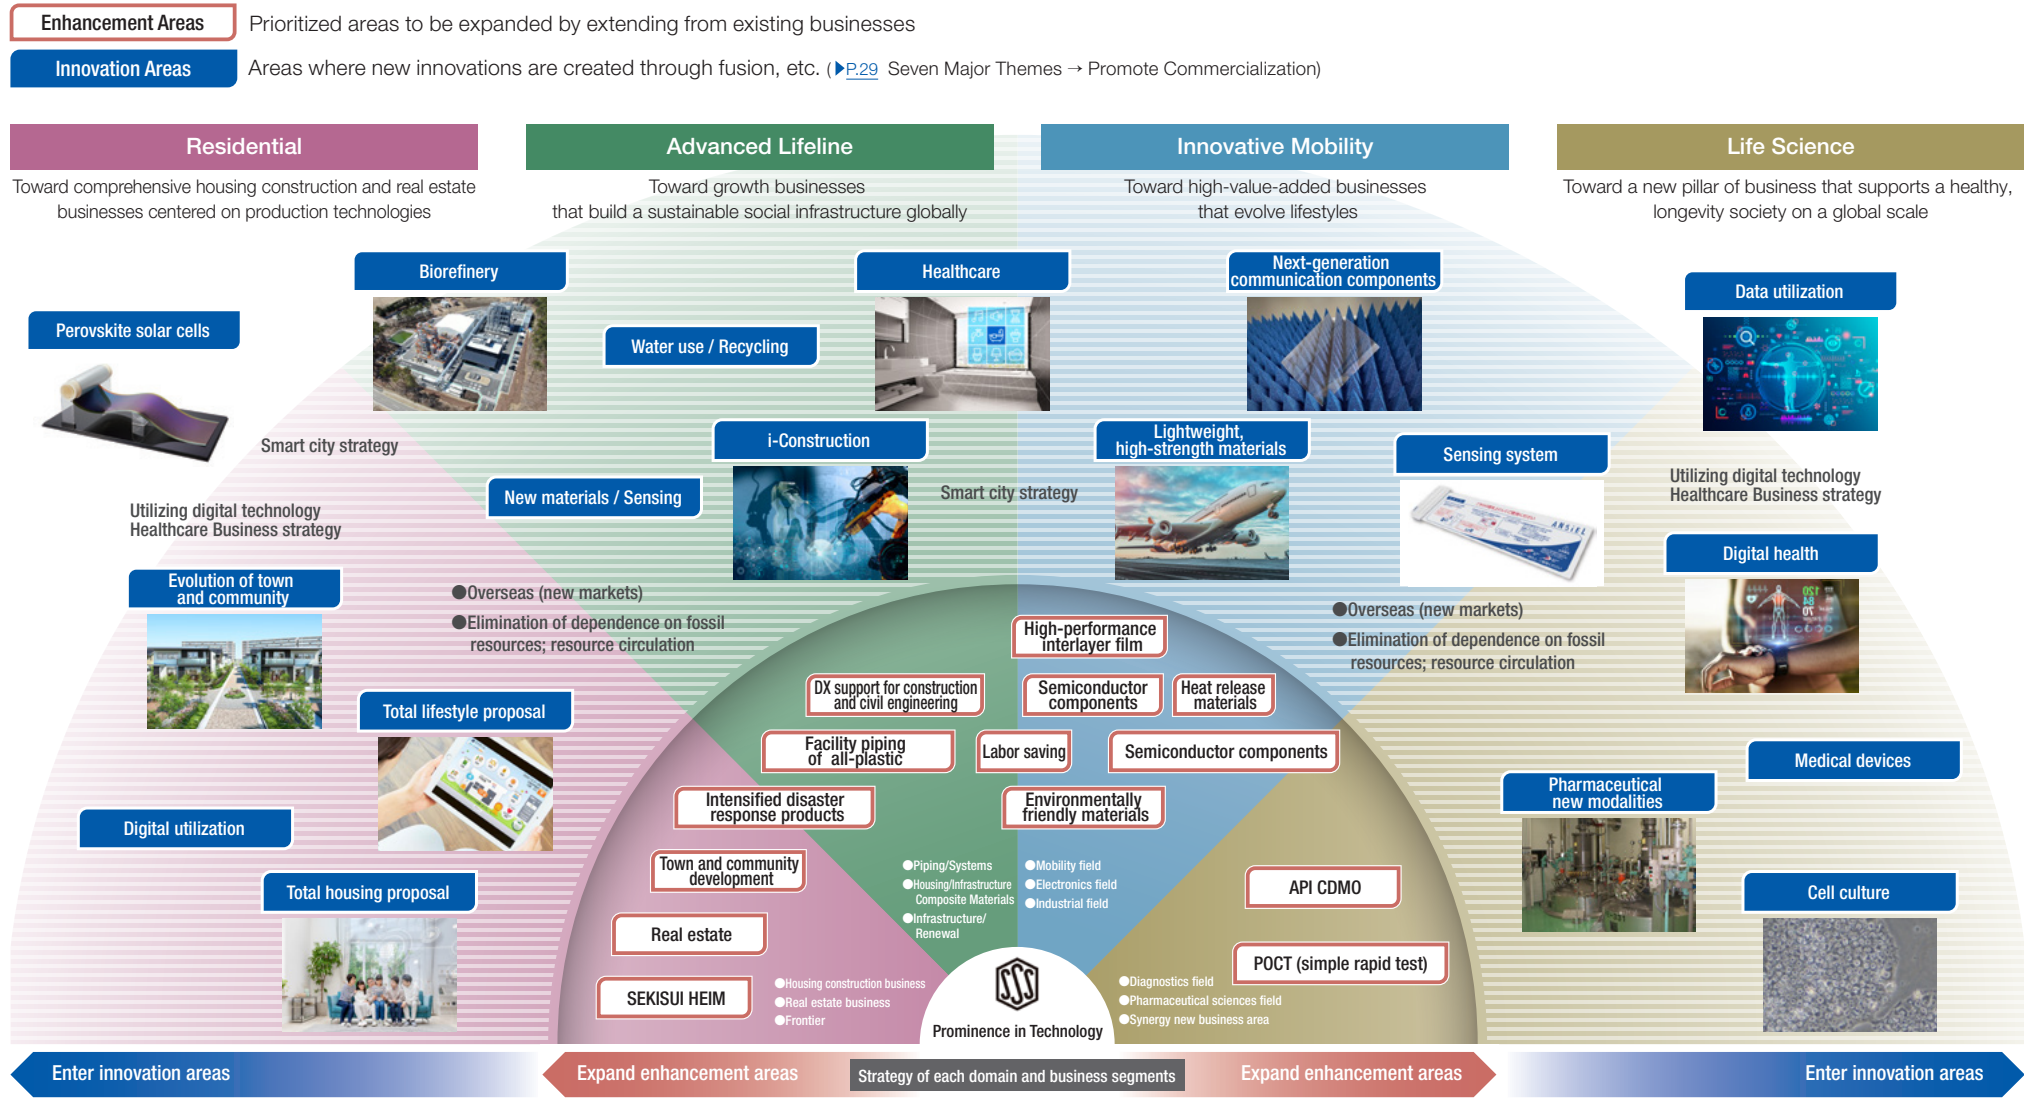 Enhancement Areas
Prioritized areas to be expanded by extending from existing businesses
Innovation Areas
Areas where new innovations are created through fusion, etc. (▶P.29 Seven Major Themes → Promote Commercialization)
Residential
Toward comprehensive housing construction and real estate
businesses centered on production technologies
Advanced Lifeline
Toward growth businesses
that build a sustainable social infrastructure globally
Innovative Mobility
Toward high-value-added businesses
that evolve lifestyles
Life Science
Toward a new pillar of business that supports a healthy,
longevity society on a global scale
Biorefinery
Healthcare
Next-generation
communication components
Data utilization
Perovskite solar cells
Water use / Recycling
Smart city strategy
i-Construction
Lightweight,
high-strength materials
Sensing system
New materials / Sensing
Smart city strategy
Utilizing digital technology
Healthcare Business strategy
Utilizing digital technology
Healthcare Business strategy
ANSIEL
Digital health
120
84
70
Evolution of town
and community
●Overseas (new markets)
●Elimination of dependence on fossil
resources; resource circulation
●Overseas (new markets)
●Elimination of dependence on fossil
resources; resource circulation
High-performance
interlayer film
DX support for construction
and civil engineering
Semiconductor
components
Heat release
materials
Total lifestyle proposal
Facility piping
of all-plastic
Labor saving
Semiconductor components
Medical devices
Intensified disaster
response products
Environmentally
friendly materials
Pharmaceutical
new modalities
Digital utilization
Town and community
development
●Piping/Systems
●Housing/Infrastructure
Composite Materials
●Infrastructure/
Renewal
●Mobility field
●Electronics field
●Industrial field
API CDMO
Total housing proposal
Cell culture
Real estate
POCT (simple rapid test)
SEKISUI HEIM
●Housing construction business
●Real estate business
●Frontier
SSS
Prominence in Technology
●Diagnostics field
●Pharmaceutical sciences field
●Synergy new business area
Enter innovation areas
Expand enhancement areas
Strategy of each domain and business segments
Expand enhancement areas
Enter innovation areas